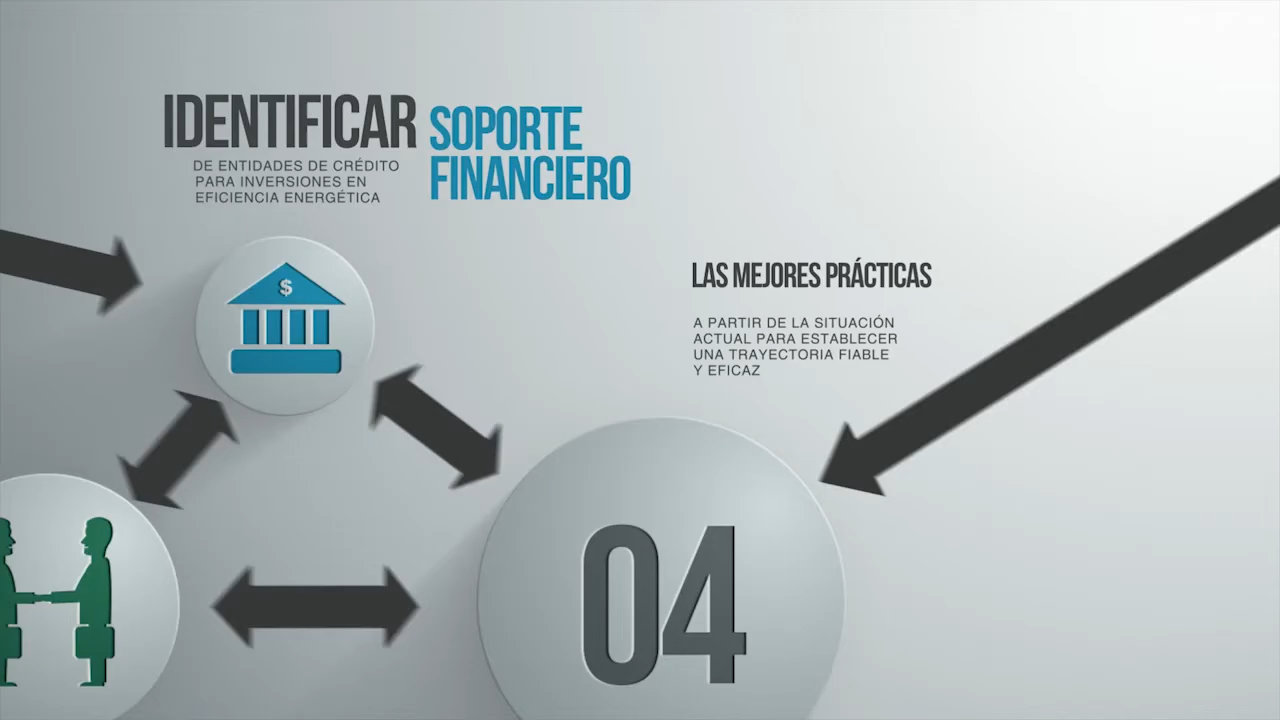 IDENTIFICAR
DE ENTIDADES DE CRÉDITO
PARA INVERSIONES EN
EFICIENCIA ENERGÉTICA
SOPORTE
FINANCIERO
$
LAS MEJORES PRÁCTICAS
A PARTIR DE LA SITUACIÓN
ACTUAL PARA ESTABLECER
UNA TRAYECTORIA FIABLE
Y EFICAZ
04